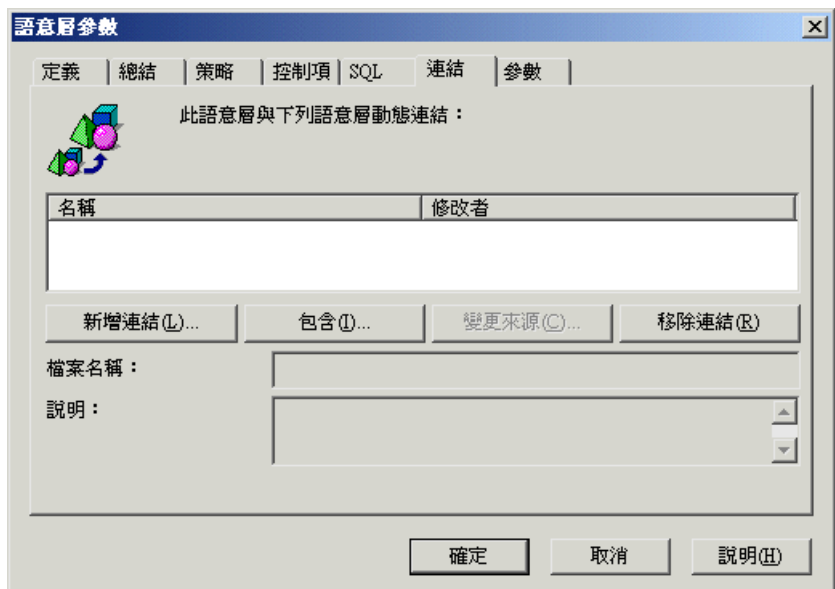 語意層參數
定義 總結 策略 控制項 SQL 連結 參數
此語意層與下列語意層動態連結：
名稱 修改者
新增連結(L)... 包含(I)... 變更來源(C)... 移除連結(R)
檔案名稱：
說明：
確定 取消 說明(H)